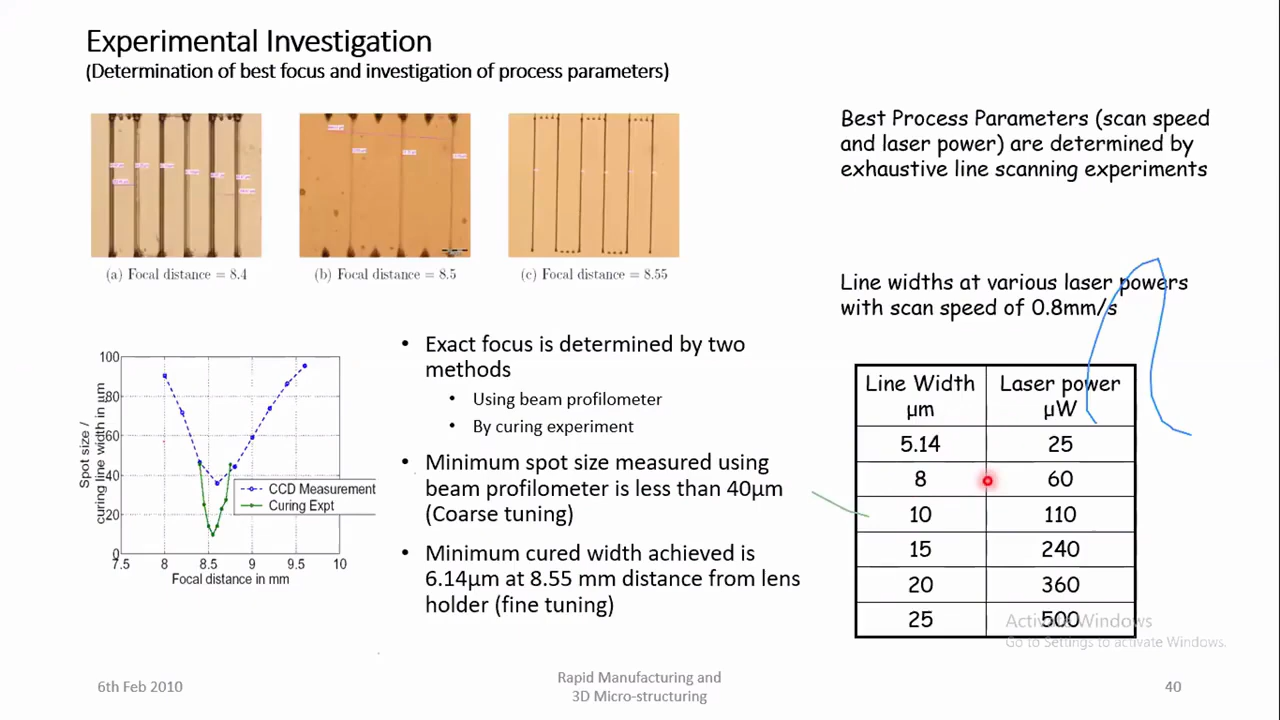 Experimental Investigation
(Determination of best focus and investigation of process parameters)
(a) Focal distance = 8.4
(b) Focal distance = 8.5
(c) Focal distance = 8.55
Best Process Parameters (scan speed
and laser power) are determined by
exhaustive line scanning experiments
Line widths at various laser powers
with scan speed of 0.8mm/s
100
80
60
40
20
0
7.5 8 8.5 9 9.5 10
Spot size /
curing line width in μm
Focal distance in mm
CCD Measurement
Curing Expt
• Exact focus is determined by two
methods
• Using beam profilometer
• By curing experiment
• Minimum spot size measured using
beam profilometer is less than 40μm
(Coarse tuning)
• Minimum cured width achieved is
6.14μm at 8.55 mm distance from lens
holder (fine tuning)
Line Width Laser power
μm μW
5.14 25
8 60
10 110
15 240
20 360
25 500
Activate Windows
Go to Settings to activate Windows.
6th Feb 2010
Rapid Manufacturing and
3D Micro-structuring
40